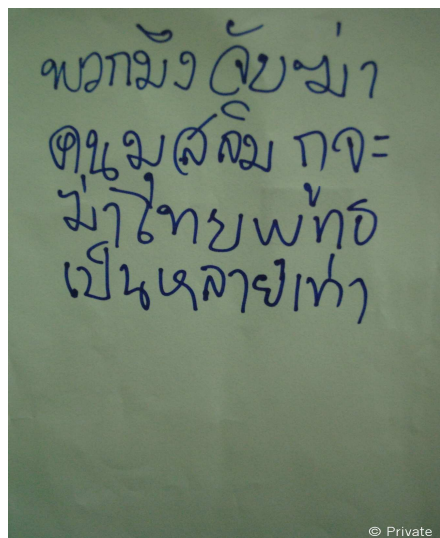 พวกมึงจับฆ่า
คนมุสลิม กูจะ
ฆ่าไทยพุทธ
เป็นหลายเท่า
© Private